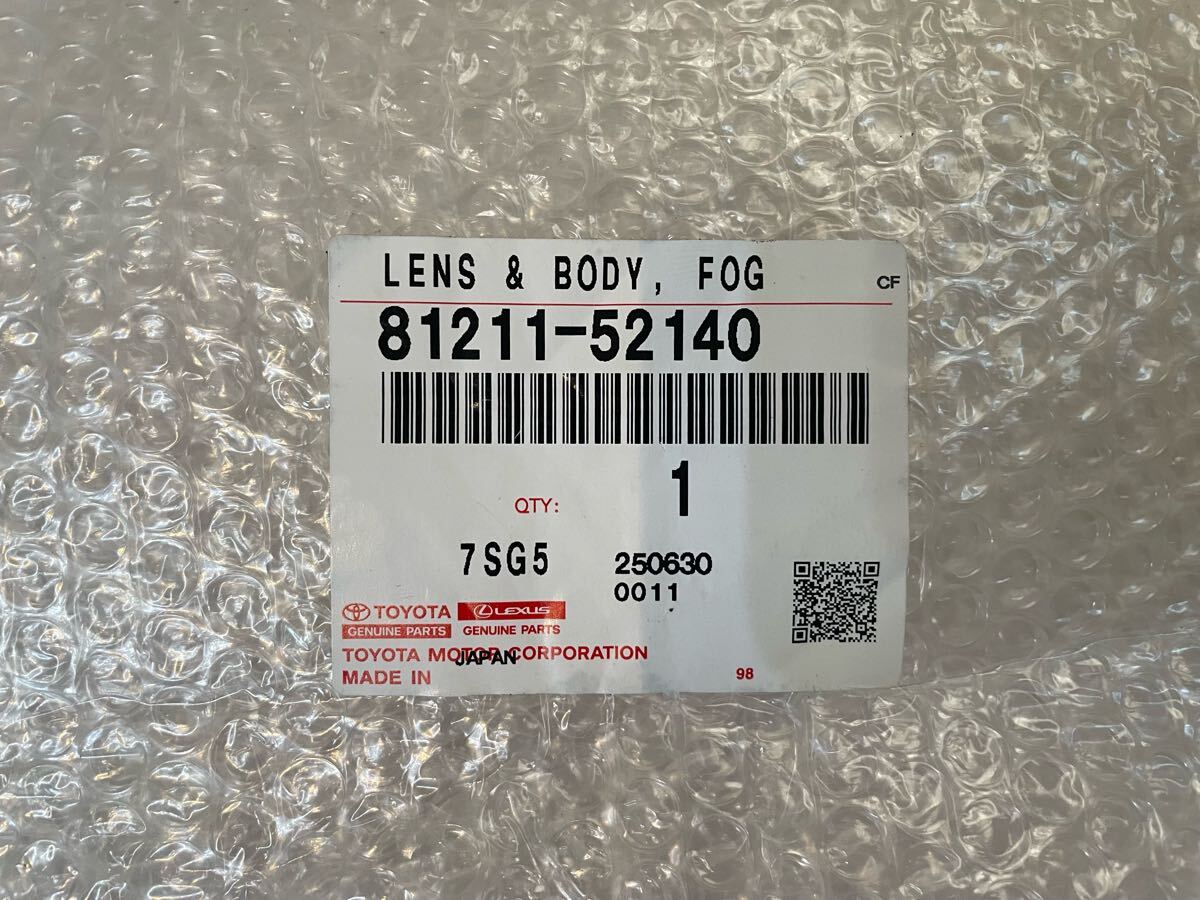 LENS & BODY, FOG
CF
81211-52140
QTY: 1
7SG5 250630
0011
TOYOTA LEXUS
GENUINE PARTS GENUINE PARTS
TOYOTA MOTOR CORPORATION
JAPAN
MADE IN
98